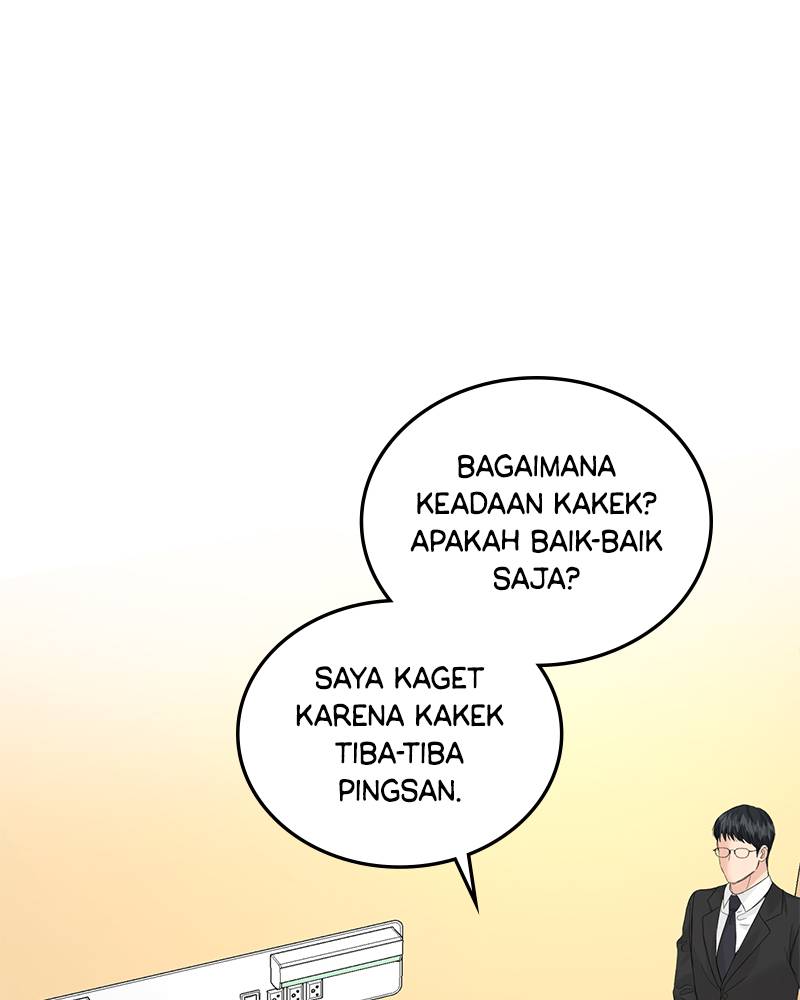 BAGAIMANA
KEADAAN KAKEK?
APAKAH BAIK-BAIK
SAJA?
SAYA KAGET
KARENA KAKEK
TIBA-TIBA
PINGSAN.